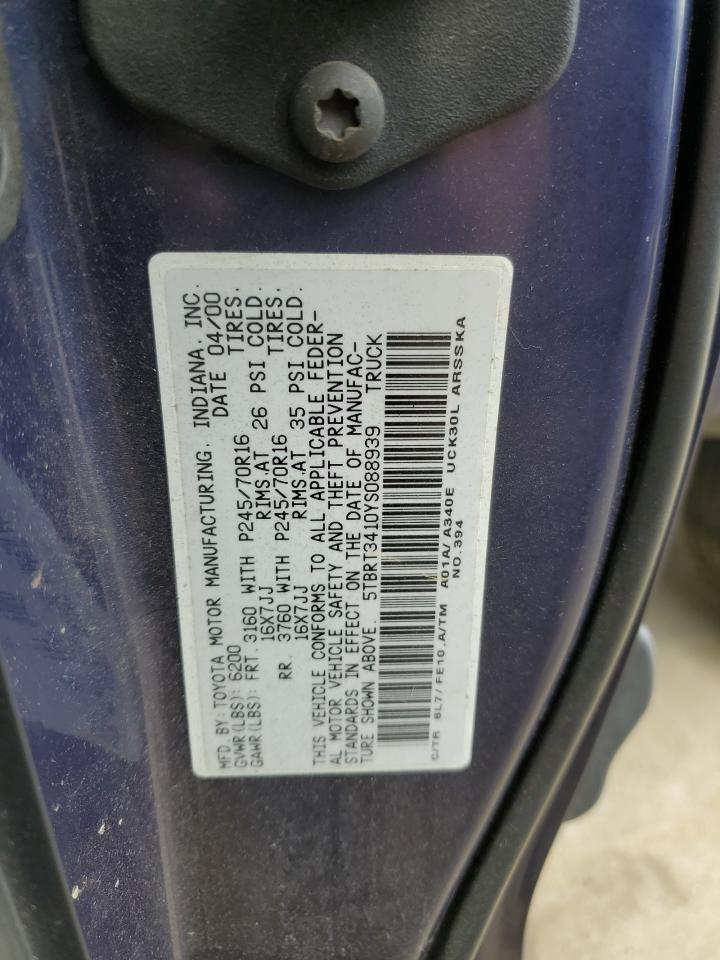 MFD. BY: TOYOTA MOTOR MANUFACTURING, INDIANA, INC.
GVWR(LBS): 6200 DATE 04/00
GAWR(LBS): FRT. 3160 WITH P245/70R16 TIRES.
16X7JJ RIMS.AT 26 PSI COLD.
RR. 3760 WITH P245/70R16 TIRES.
16X7JJ RIMS.AT 35 PSI COLD.
THIS VEHICLE CONFORMS TO ALL APPLICABLE FEDER-
AL MOTOR VEHICLE SAFETY AND THEFT PREVENTION
STANDARDS IN EFFECT ON THE DATE OF MANUFAC-
TURE SHOWN ABOVE. 5TBRT3410YS088939 TRUCK
C/TR 8L7/FE10.A/TM A01A/A340E UCK30L ARSSKA
NO.394